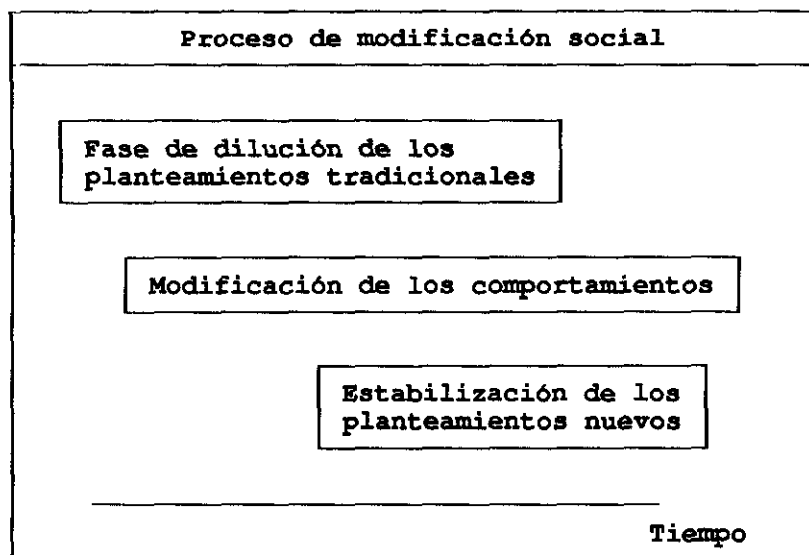 Proceso de modificación social
Fase de dilución de los
planteamientos tradicionales
Modificación de los comportamientos
Estabilización de los
planteamientos nuevos
Tiempo